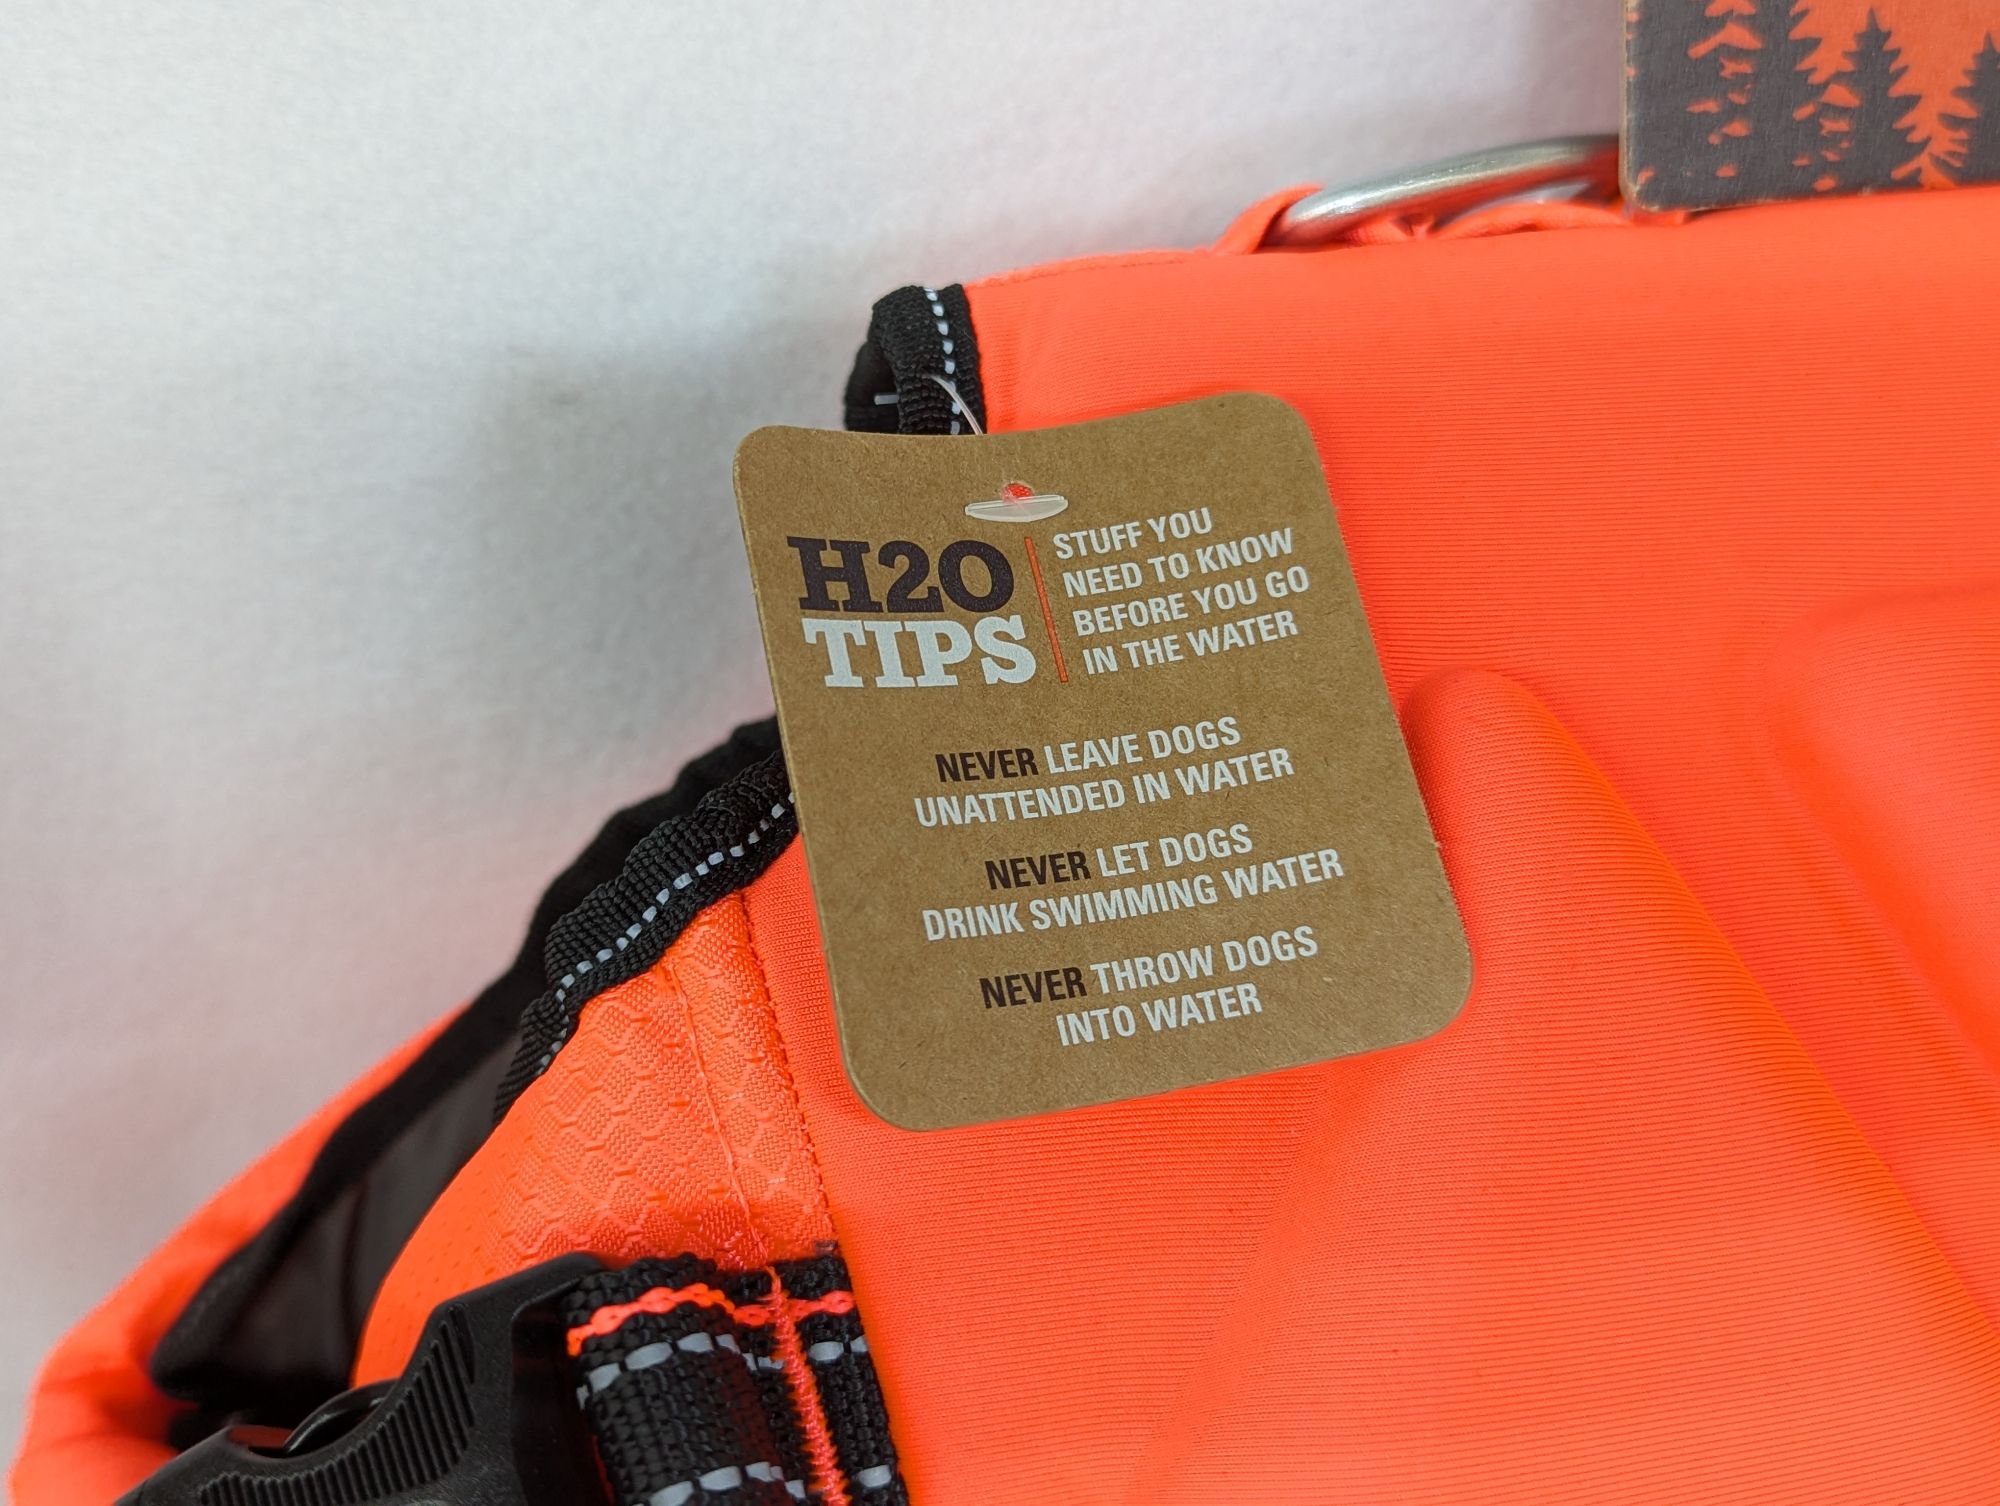 H2O
TIPS
STUFF YOU
NEED TO KNOW
BEFORE YOU GO
IN THE WATER
NEVER LEAVE DOGS
UNATTENDED IN WATER
NEVER LET DOGS
DRINK SWIMMING WATER
NEVER THROW DOGS
INTO WATER